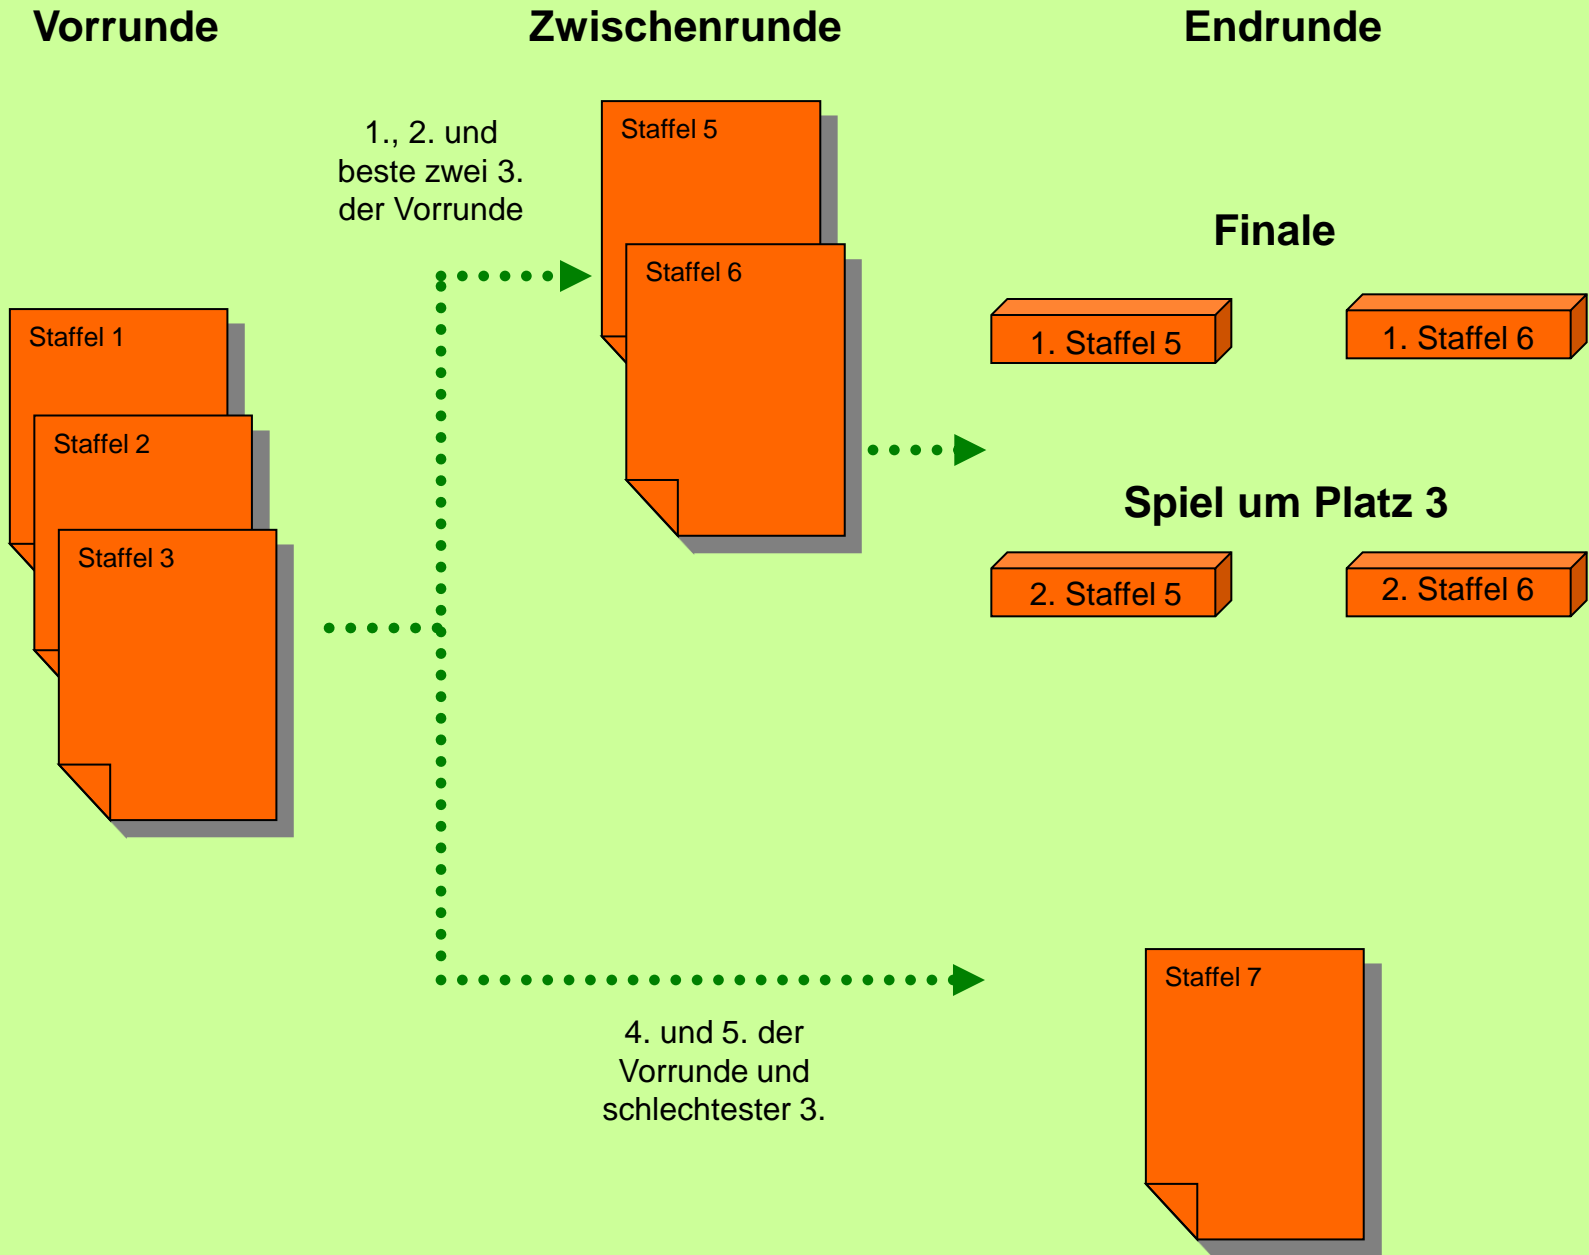 Vorrunde
Zwischenrunde
Endrunde
1., 2. und
beste zwei 3.
der Vorrunde
Staffel 5
Staffel 6
Finale
1. Staffel 5
1. Staffel 6
Staffel 1
Staffel 2
Staffel 3
Spiel um Platz 3
2. Staffel 5
2. Staffel 6
4. und 5. der
Vorrunde und
schlechtester 3.
Staffel 7